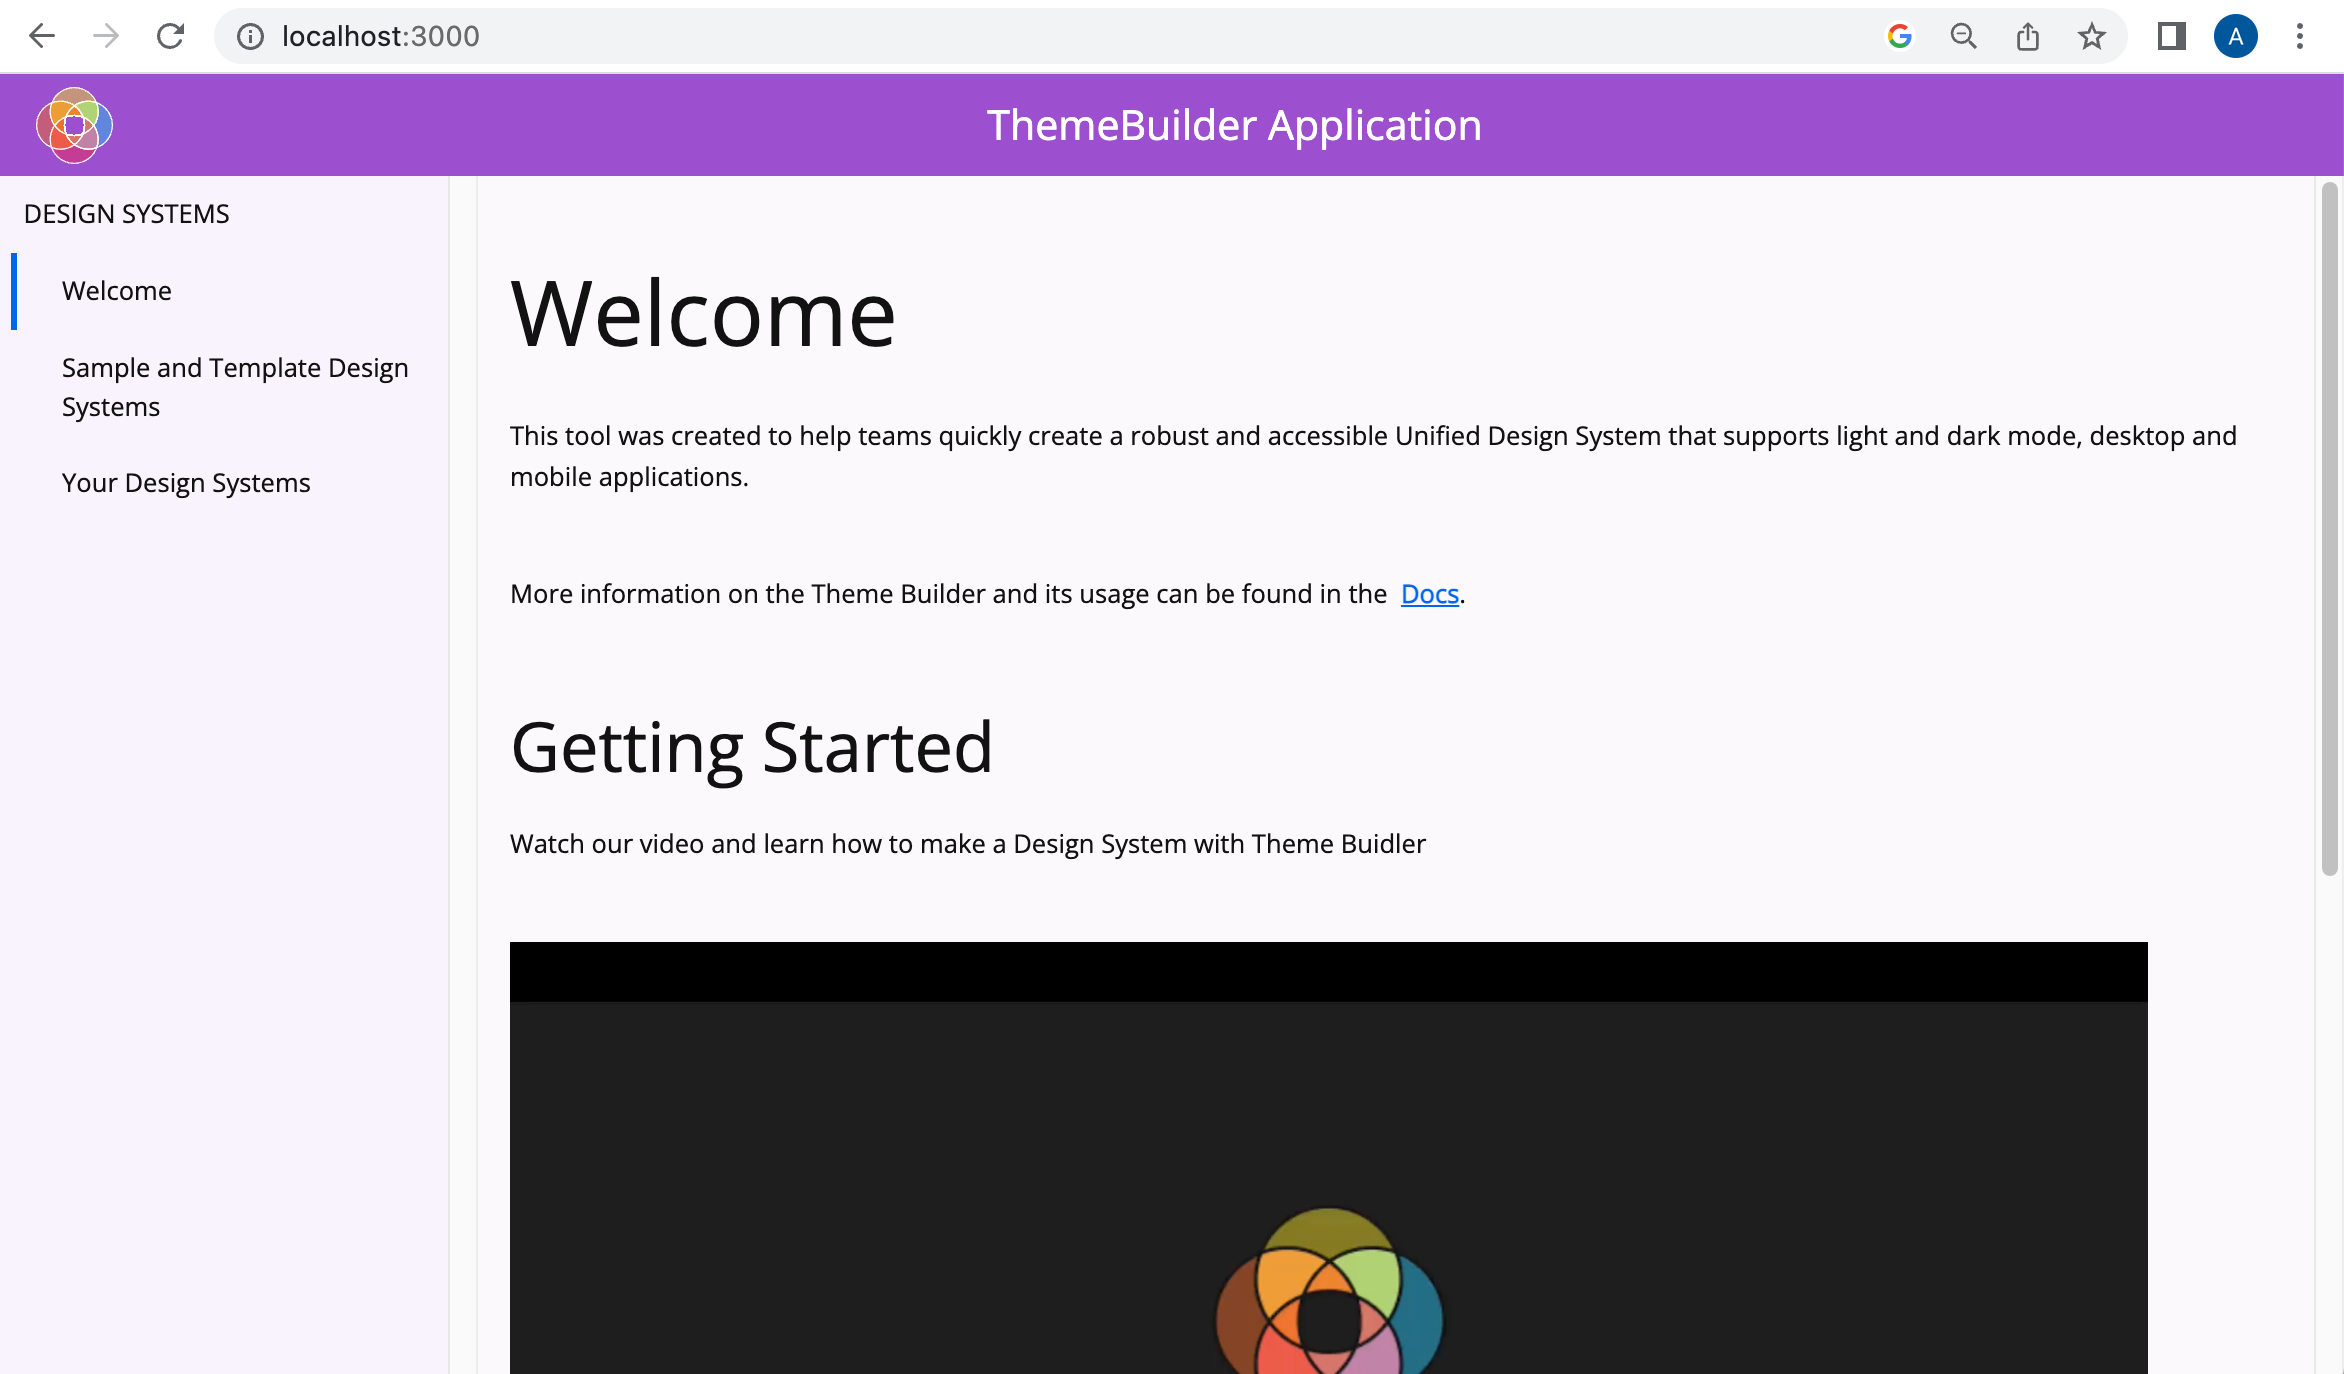 localhost:3000
A
ThemeBuilder Application
DESIGN SYSTEMS
Welcome
Sample and Template Design
Systems
Your Design Systems
Welcome
This tool was created to help teams quickly create a robust and accessible Unified Design System that supports light and dark mode, desktop and
mobile applications.
More information on the Theme Builder and its usage can be found in the Docs.
Getting Started
Watch our video and learn how to make a Design System with Theme Buidler